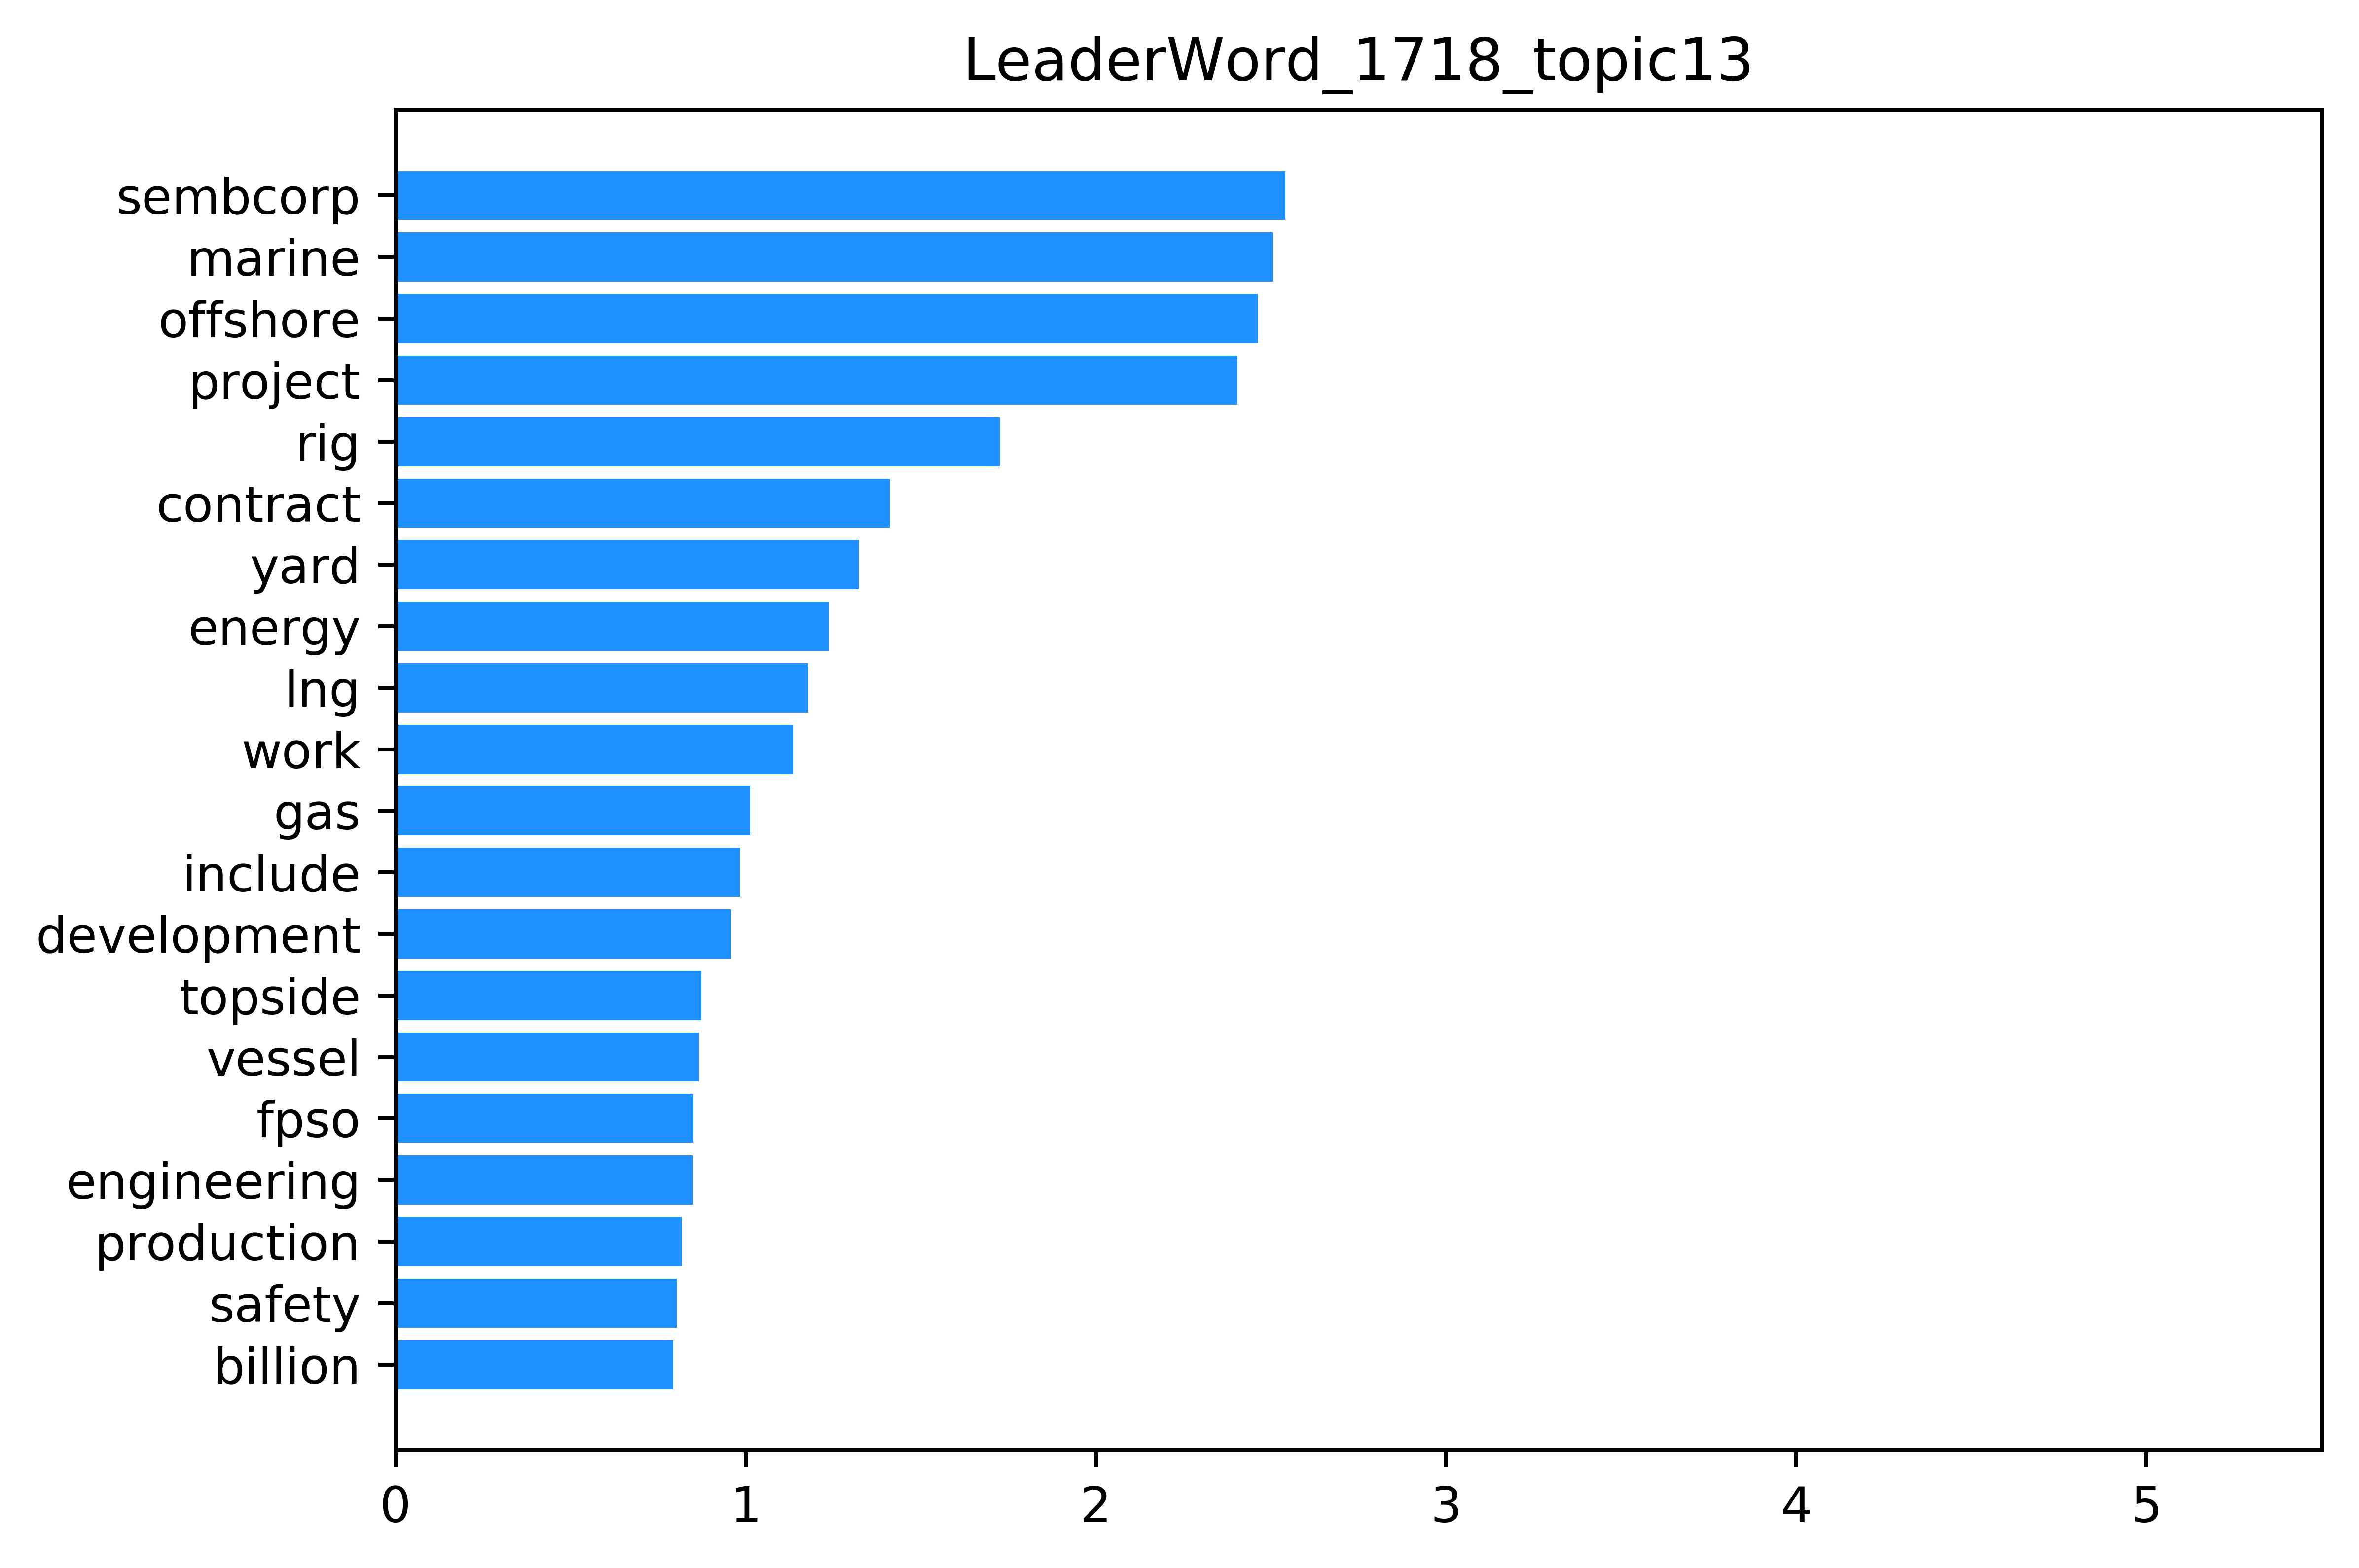 LeaderWord_1718_topic13
sembcorp
marine
offshore
project
rig
contract
yard
energy
lng
work
gas
include
development
topside
vessel
fpso
engineering
production
safety
billion
0 1 2 3 4 5